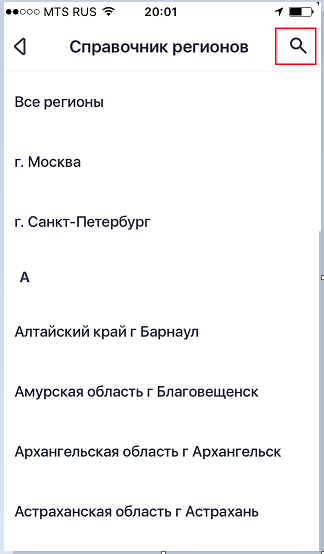 MTS RUS 20:01
Справочник регионов
Все регионы
г. Москва
г. Санкт-Петербург
А
Алтайский край г Барнаул
Амурская область г Благовещенск
Архангельская область г Архангельск
Астраханская область г Астрахань